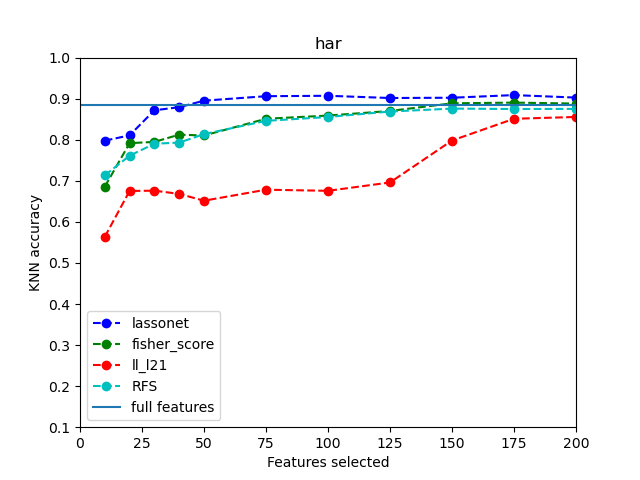 har
KNN accuracy
1.0
0.9
0.8
0.7
0.6
0.5
0.4
0.3
0.2
0.1
lassonet
fisher_score
ll_l21
RFS
full features
0 25 50 75 100 125 150 175 200
Features selected